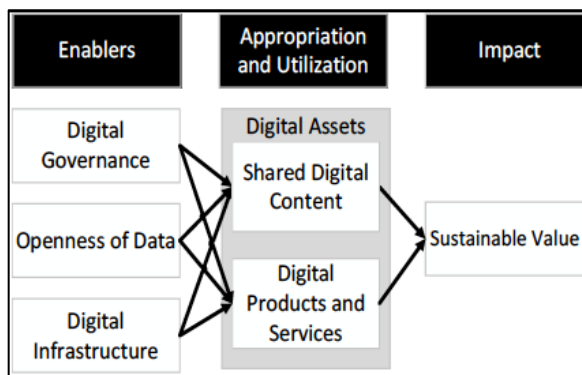 Enablers
Appropriation
and Utilization
Impact
Digital
Governance
Openness of Data
Digital
Infrastructure
Digital Assets
Shared Digital
Content
Digital
Products and
Services
Sustainable Value